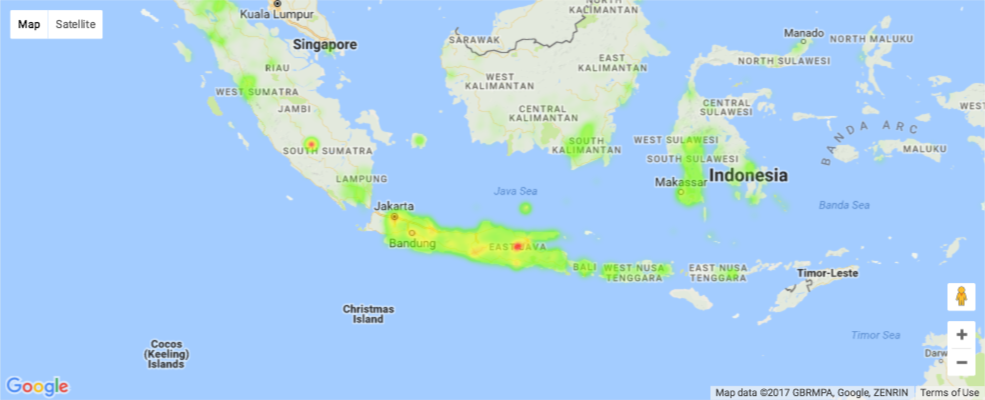 Map
Satellite
Kuala Lumpur
Singapore
RIAU
WEST SUMATRA
JAMBI
SOUTH SUMATRA
LAMPUNG
Jakarta
Bandung
SARAWAK
NORTH
KALIMANTAN
EAST
KALIMANTAN
WEST
KALIMANTAN
CENTRAL
KALIMANTAN
SOUTH
KALIMANTAN
Manado
NORTH MALUKU
NORTH SULAWESI
CENTRAL
SULAWESI
WEST SULAWESI
SOUTH SULAWESI
Makassar
Indonesia
BANDA ARC
MALUKU
WEST
Java Sea
Banda Sea
EAST JAVA
BALI
WEST NUSA
TENGGARA
EAST NUSA
TENGGARA
Timor-Leste
Christmas
Island
Cocos
(Keeling)
Islands
Timor Sea
Darw
Google
Map data ©2017 GBRMPA, Google, ZENRIN
Terms of Use